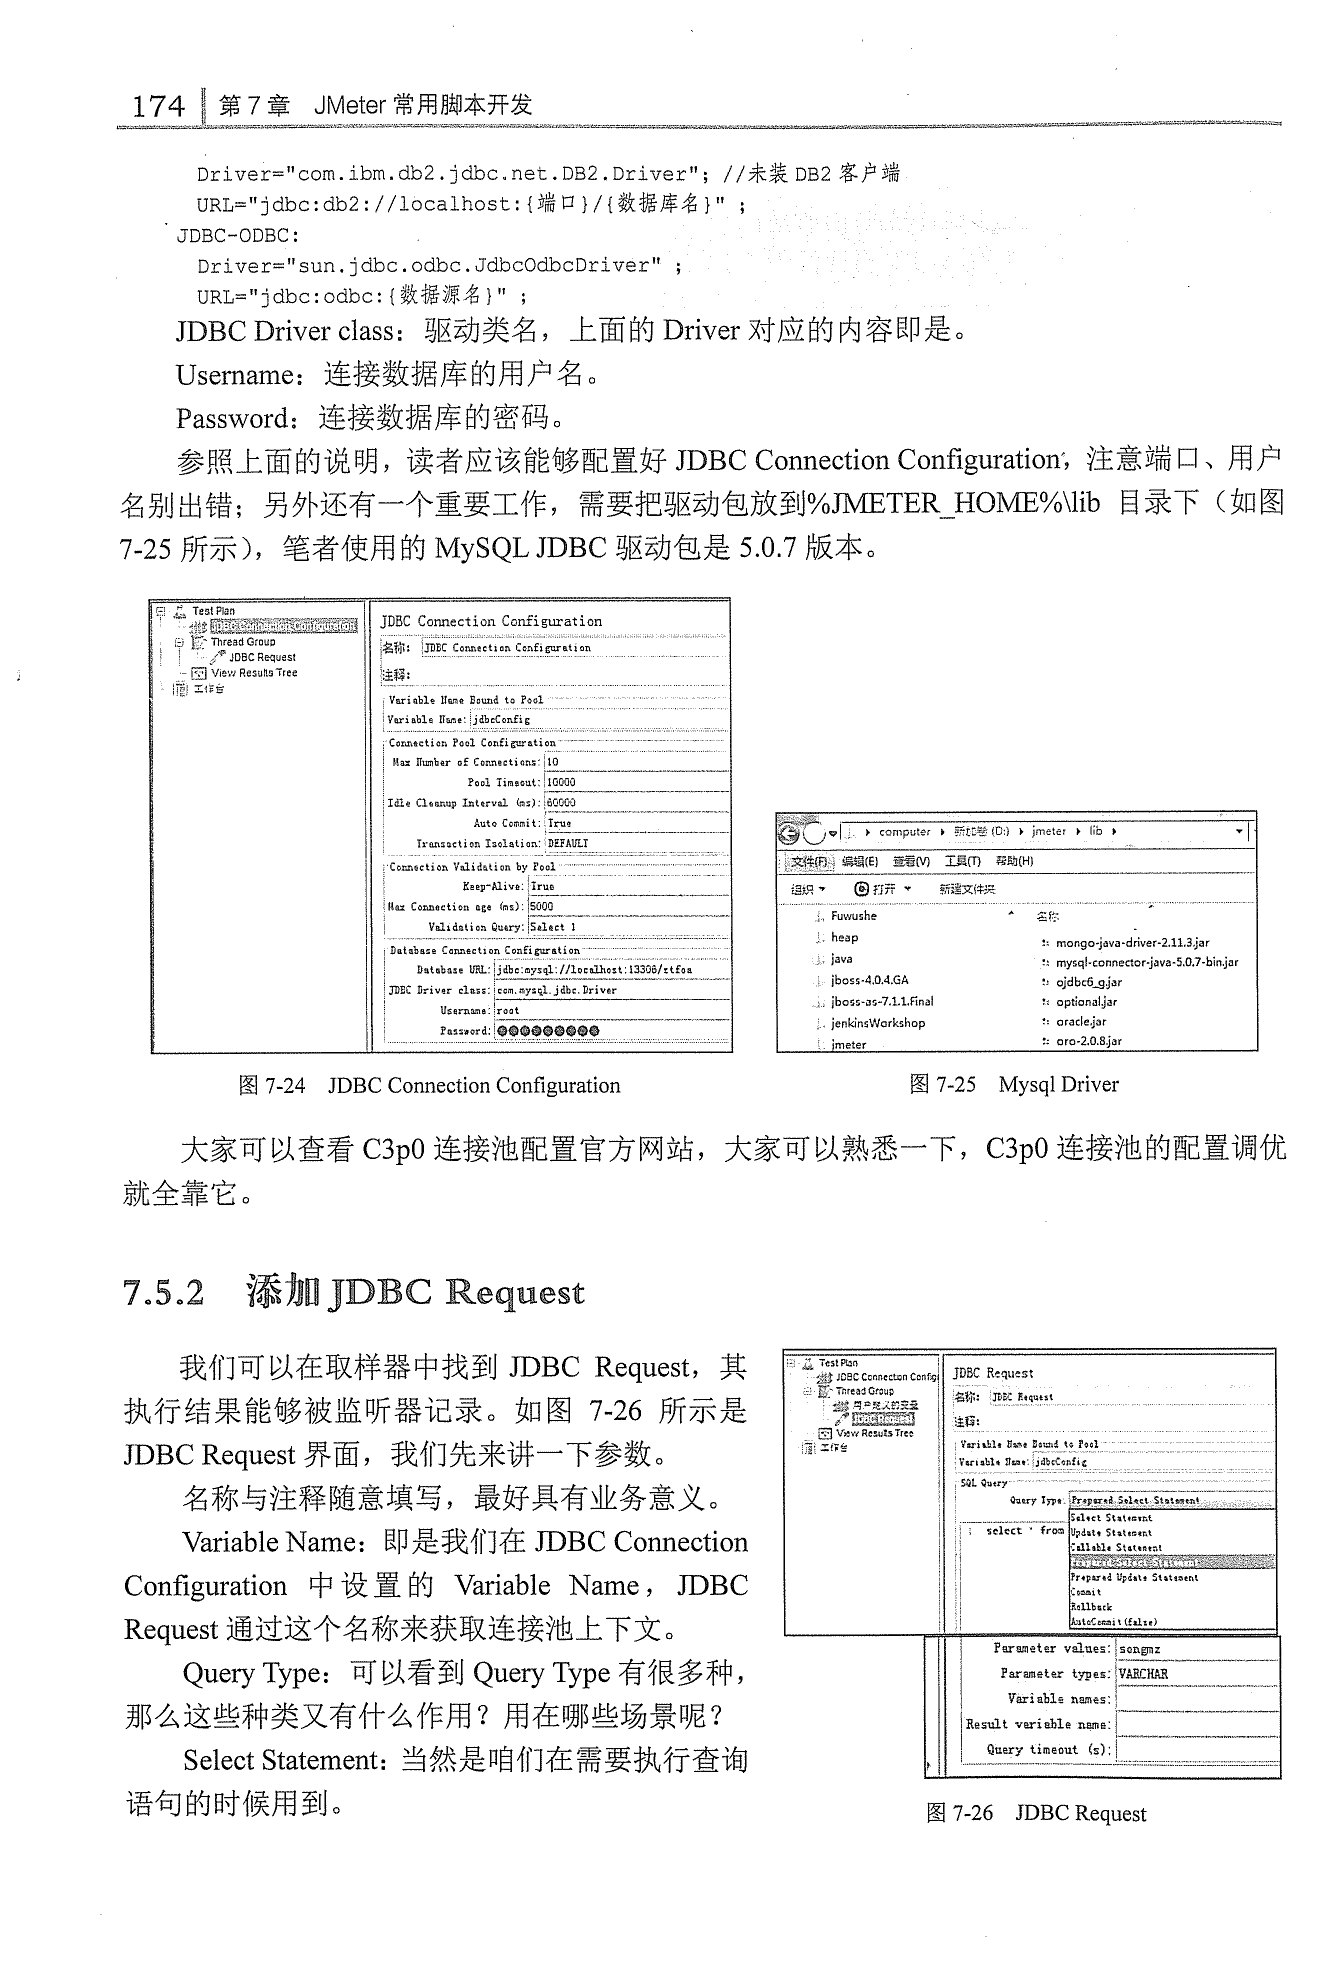 174 第7章 JMeter 常用脚本开发
Driver="com.ibm.db2.jdbc.net.DB2.Driver"; //未装 DB2 客户端
URL="jdbc:db2://localhost:{端口}/{数据库名}" ;
JDBC-ODBC:
Driver="sun.jdbc.odbc.JdbcOdbcDriver" ;
URL="jdbc:odbc:{数据源名}" ;
JDBC Driver class：驱动类名，上面的 Driver 对应的内容即是。
Username：连接数据库的用户名。
Password：连接数据库的密码。
参照上面的说明，读者应该能够配置好 JDBC Connection Configuration，注意端口、用户
名别出错；另外还有一个重要工作，需要把驱动包放到%JMETER_HOME%\lib 目录下（如图
7-25 所示），笔者使用的 MySQL JDBC 驱动包是 5.0.7 版本。
Test Plan
JDBC Connection Configuration
Thread Group
JDBC Request
View Results Tree
工作台
JDBC Connection Configuration
名称: JDBC Connection Configuration
注释:
Variable Name Bound to Pool
Variable Name: jdbcConfig
Connection Pool Configuration
Max Number of Connections: 10
Pool Timeout: 10000
Idle Cleanup Interval (ms): 60000
Auto Commit: True
Transaction Isolation: DEFAULT
Connection Validation by Pool
Keep-Alive: True
Max Connection age (ms): 5000
Validation Query: Select 1
Database Connection Configuration
Database URL: jdbc:mysql://localhost:13306/ztfoa
JDBC Driver class: com.mysql.jdbc.Driver
Username: root
Password:
图 7-24 JDBC Connection Configuration
computer 新加卷 (D:) jmeter lib
文件(F) 编辑(E) 查看(V) 工具(T) 帮助(H)
组织 打开 新建文件夹
Fuwushe
heap
java
jboss-4.0.4.GA
jboss-as-7.1.1.Final
jenkinsWorkshop
jmeter
名称
mongo-java-driver-2.11.3.jar
mysql-connector-java-5.0.7-bin.jar
ojdbc6_g.jar
optional.jar
oracle.jar
oro-2.0.8.jar
图 7-25 Mysql Driver
大家可以查看 C3p0 连接池配置官方网站，大家可以熟悉一下，C3p0 连接池的配置调优
就全靠它。
7.5.2 添加 JDBC Request
我们可以在取样器中找到 JDBC Request，其
执行结果能够被监听器记录。如图 7-26 所示是
JDBC Request 界面，我们先来讲一下参数。
名称与注释随意填写，最好具有业务意义。
Variable Name：即是我们在 JDBC Connection
Configuration 中设置的 Variable Name，JDBC
Request 通过这个名称来获取连接池上下文。
Query Type：可以看到 Query Type 有很多种，
那么这些种类又有什么作用？用在哪些场景呢？
Select Statement：当然是咱们在需要执行查询
语句的时候用到。
Test Plan
JDBC Connection Config
Thread Group
用户定义的变量
JDBC Request
View Results Tree
工作台
JDBC Request
名称: JDBC Request
注释:
Variable Name Bound to Pool
Variable Name: jdbcConfig
SQL Query
Query Type: Prepared Select Statement
Select Statement
Update Statement
Callable Statement
Prepared Select Statement
Prepared Update Statement
Commit
Rollback
AutoCommit(false)
select * from
Parameter values: songmz
Parameter types: VARCHAR
Variable names:
Result variable name:
Query timeout (s):
图 7-26 JDBC Request